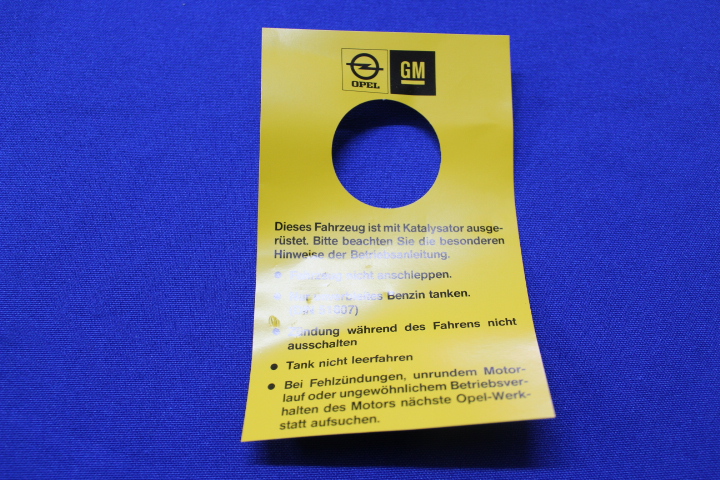 OPEL GM
Dieses Fahrzeug ist mit Katalysator ausge-
rüstet. Bitte beachten Sie die besonderen
Hinweise der Betriebsanleitung.
● nicht anschleppen.
● Benzin tanken.
● Zündung während des Fahrens nicht
ausschalten
● Tank nicht leerfahren
● Bei Fehlzündungen, unrundem Motor-
lauf oder ungewöhnlichem Betriebsver-
halten des Motors nächste Opel-Werk-
statt aufsuchen.